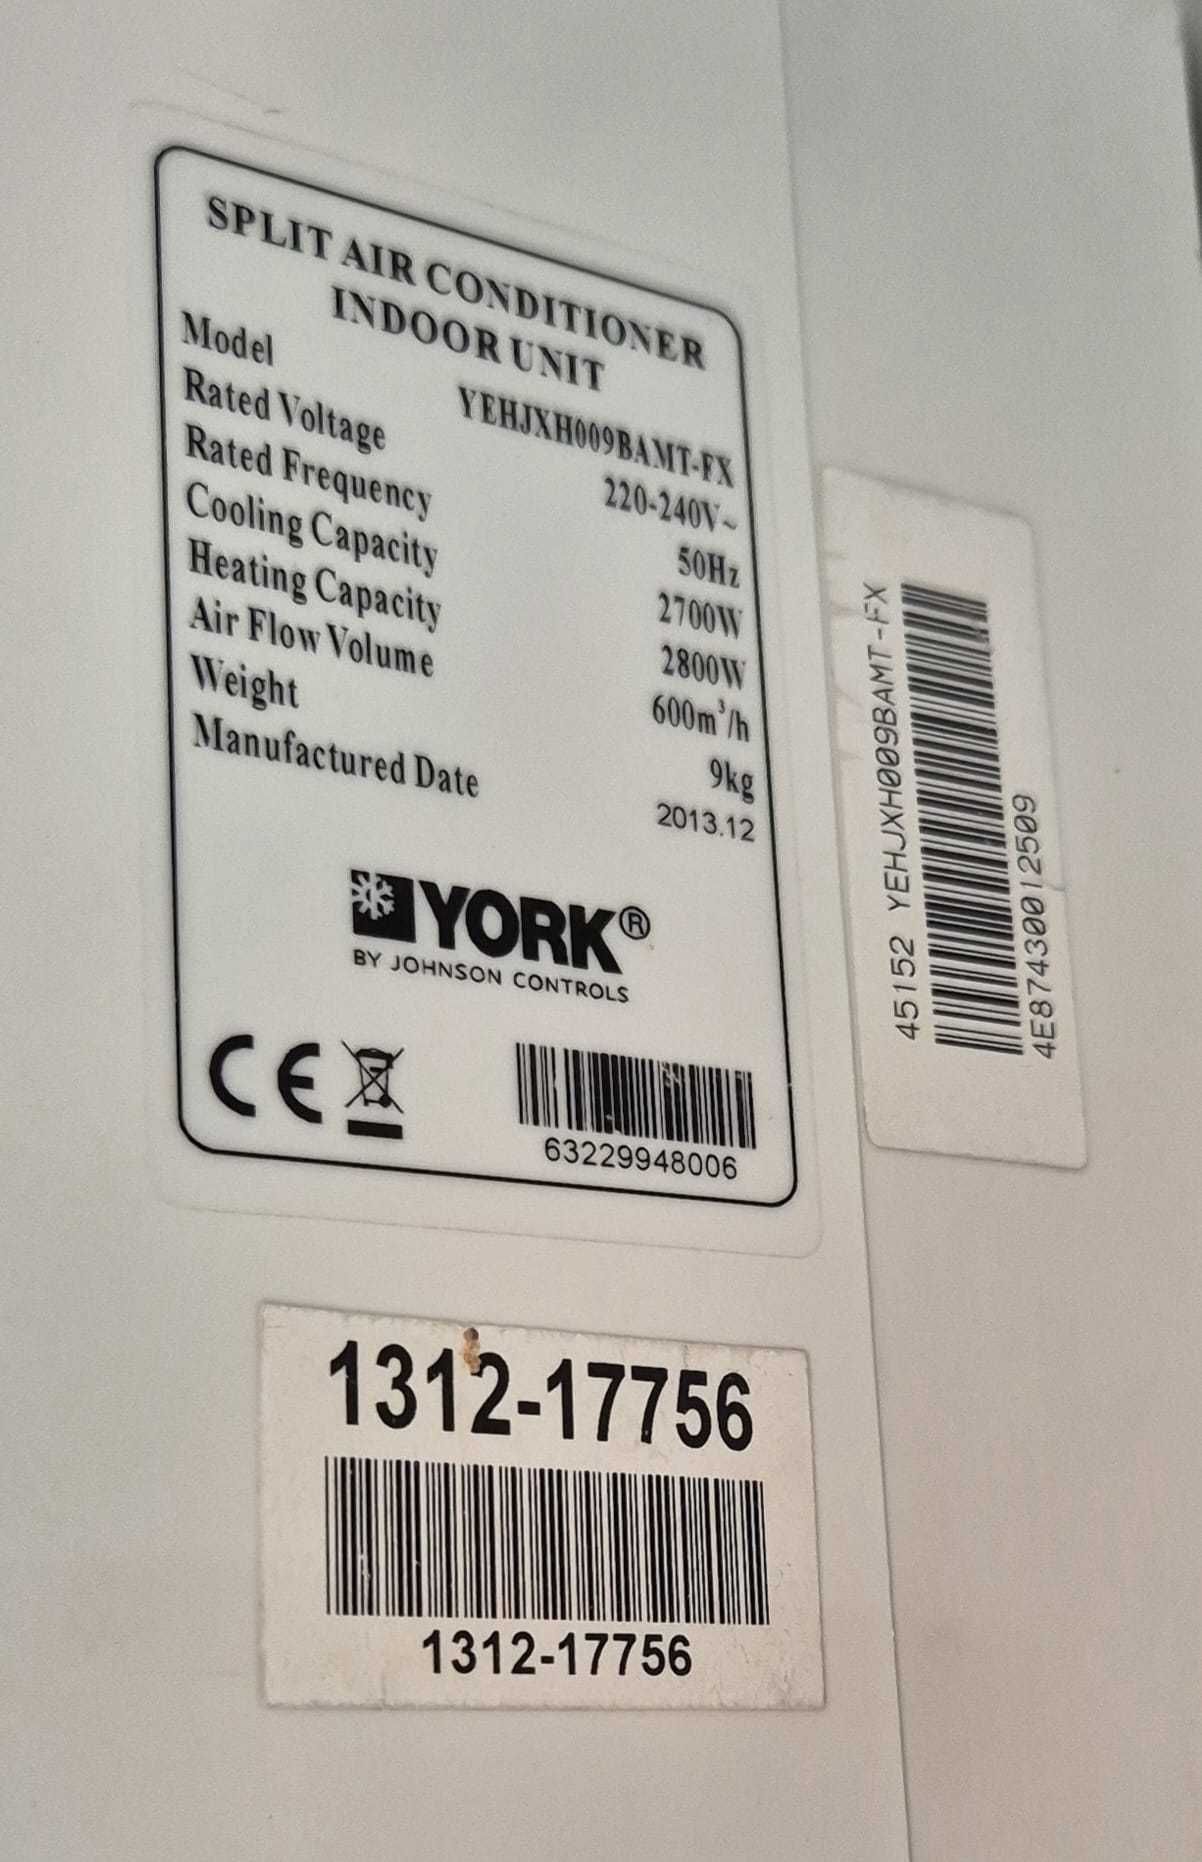 SPLIT AIR CONDITIONER
INDOOR UNIT
Model YEHJXH009BAMT-FX
Rated Voltage 220-240V~
Rated Frequency 50Hz
Cooling Capacity 2700W
Heating Capacity 2800W
Air Flow Volume 600m³/h
Weight 9kg
Manufactured Date 2013.12
YORK®
BY JOHNSON CONTROLS
CE
63229948006
45152 YEHJXH009BAMT-FX
4E87430012509
1312-17756
1312-17756